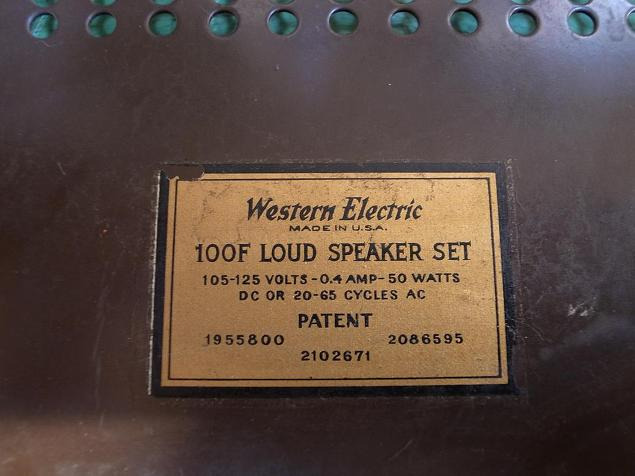 Western Electric
MADE IN U.S.A.
100F LOUD SPEAKER SET
105-125 VOLTS-0.4 AMP-50 WATTS
DC OR 20-65 CYCLES AC
PATENT
1955800 2086595
2102671